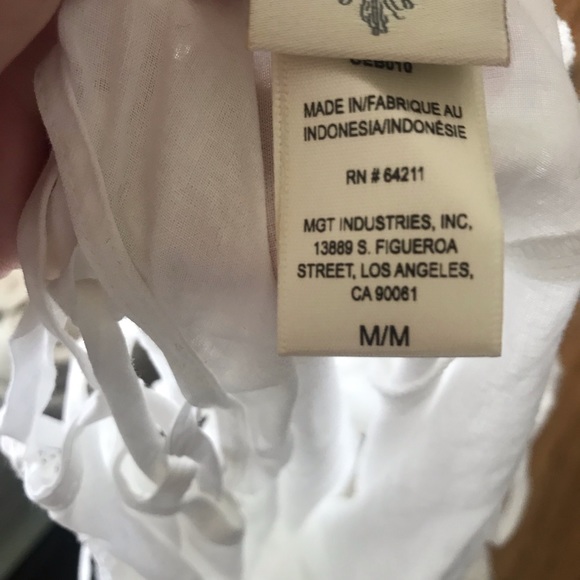 MADE IN/FABRIQUE AU
INDONESIA/INDONÉSIE
RN # 64211
MGT INDUSTRIES, INC.
13889 S. FIGUEROA
STREET, LOS ANGELES,
CA 90061
M/M